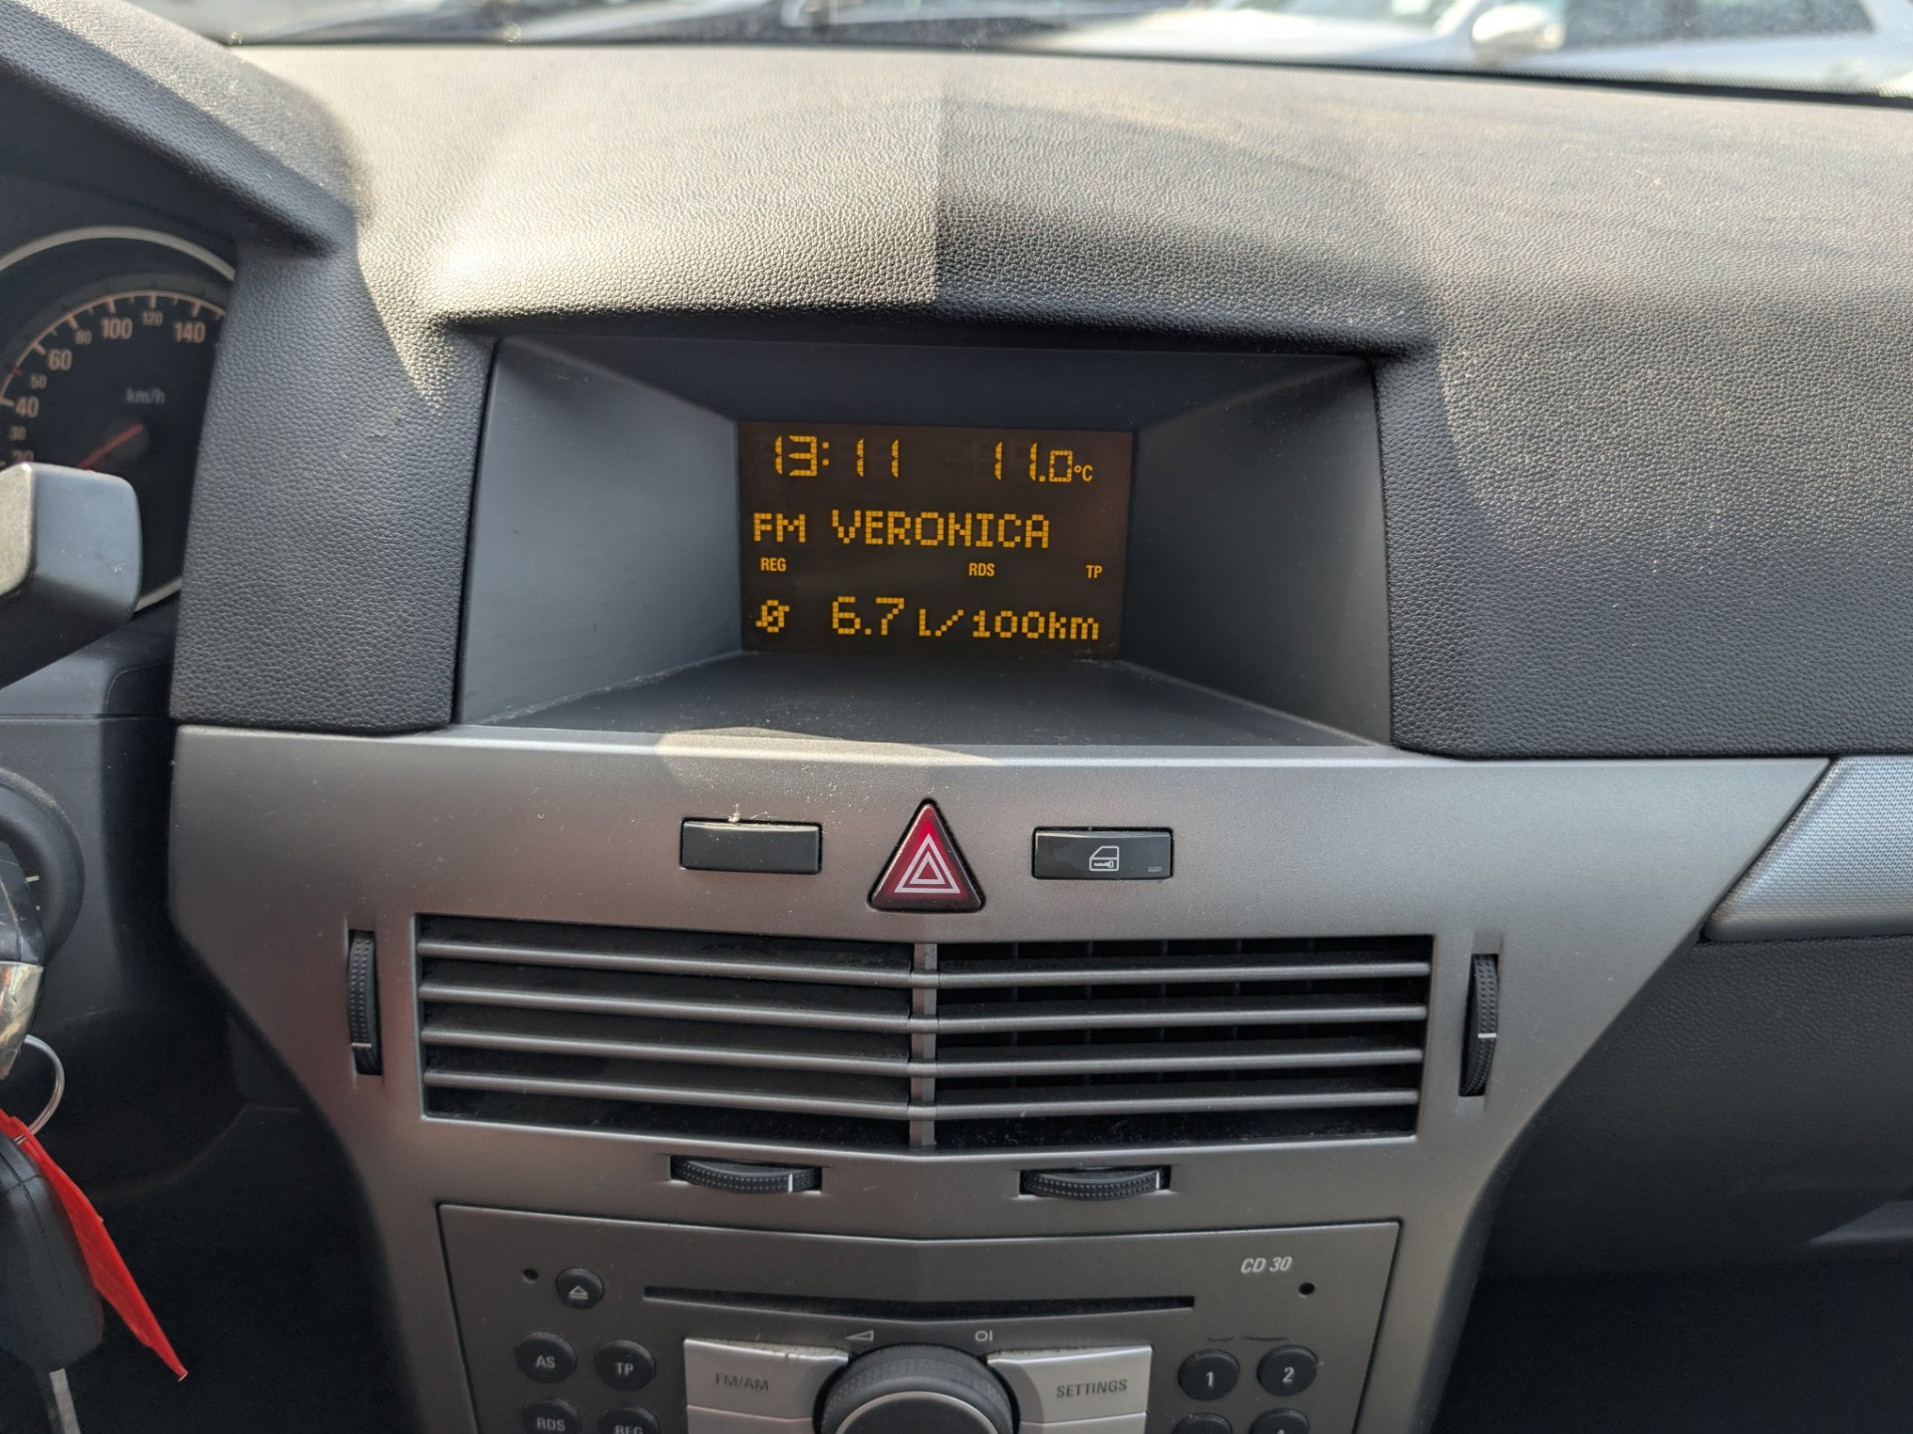 13:11 11.0°C
FM VERONICA
REG RDS TP
Ø 6.7 l/100km
40 50 60 80 100 120 140
30
km/h
CD 30
AS TP FM/AM SETTINGS 1 2
RDS REG